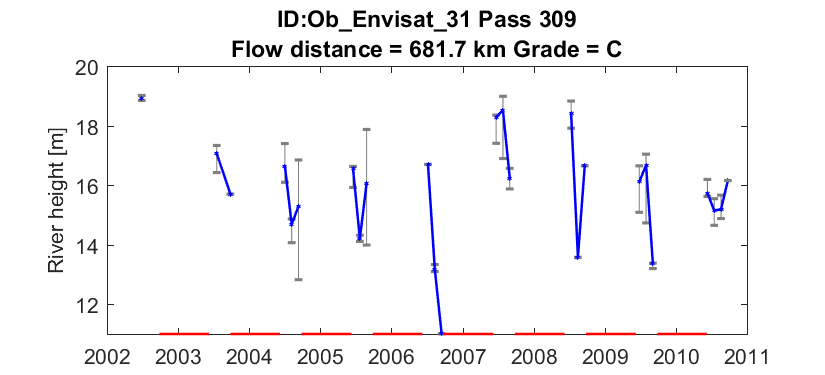 ID:Ob_Envisat_31 Pass 309
Flow distance = 681.7 km Grade = C
River height [m]
20
18
16
14
12
2002 2003 2004 2005 2006 2007 2008 2009 2010 2011